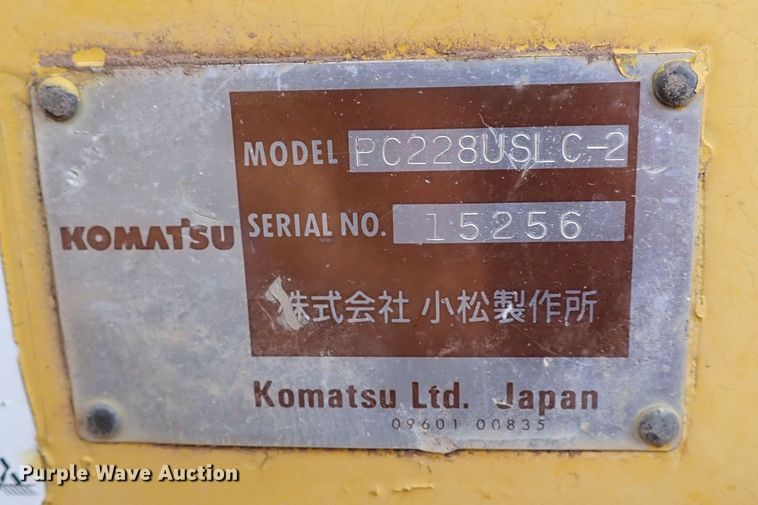 MODEL PC228USLC-2
KOMATSU
SERIAL NO. 15256
株式会社 小松製作所
Komatsu Ltd. Japan
09601 00835
Purple Wave Auction